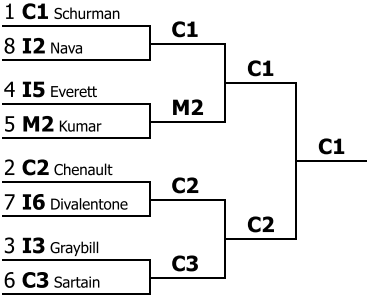 1 C1 Schurman
8 I2 Nava
C1
4 I5 Everett
5 M2 Kumar
M2
C1
2 C2 Chenault
7 I6 Divalentone
C2
3 I3 Graybill
6 C3 Sartain
C3
C2
C1